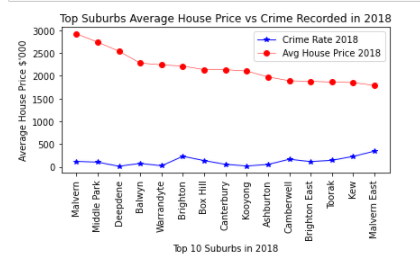 Top Suburbs Average House Price vs Crime Recorded in 2018
Crime Rate 2018
Avg House Price 2018
Average House Price $'000
3000
2500
2000
1500
1000
500
0
Malvern
Middle Park
Deepdene
Balwyn
Warrandyte
Brighton
Box Hill
Canterbury
Kooyong
Ashburton
Camberwell
Brighton East
Toorak
Kew
Malvern East
Top 10 Suburbs in 2018